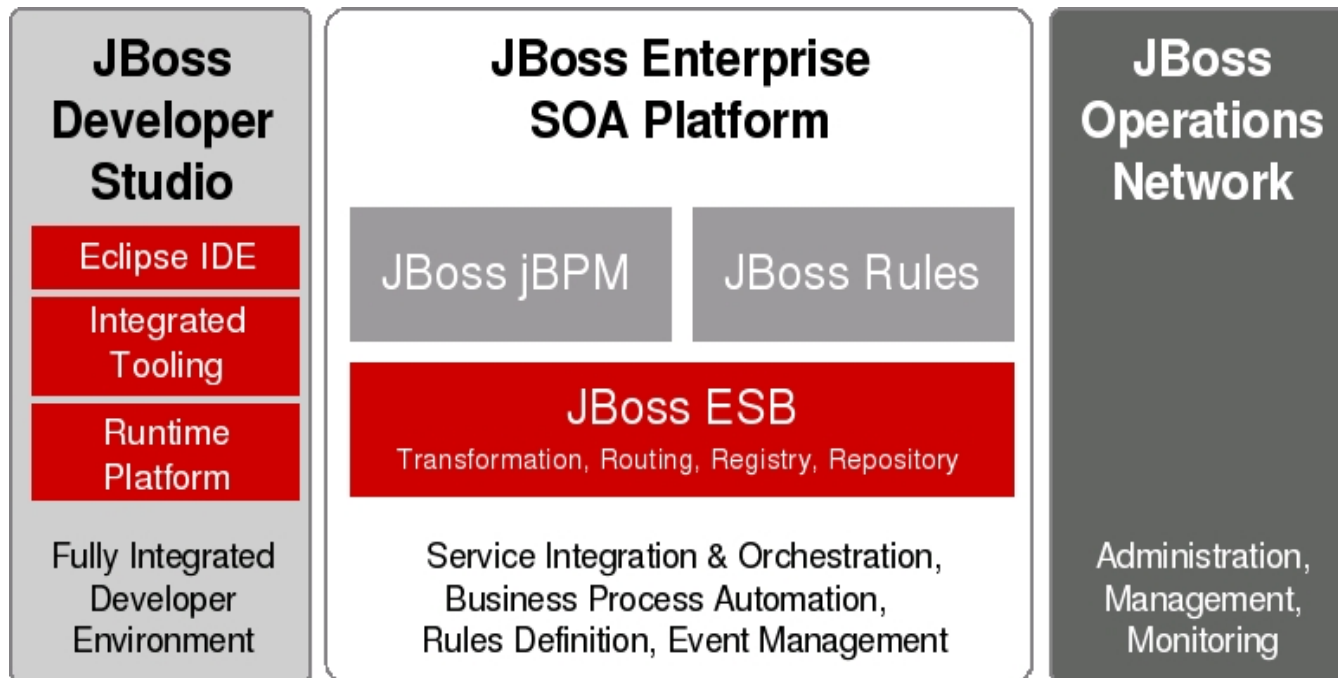 JBoss
Developer
Studio
Eclipse IDE
Integrated
Tooling
Runtime
Platform
Fully Integrated
Developer
Environment
JBoss Enterprise
SOA Platform
JBoss jBPM
JBoss Rules
JBoss ESB
Transformation, Routing, Registry, Repository
Service Integration & Orchestration,
Business Process Automation,
Rules Definition, Event Management
JBoss
Operations
Network
Administration,
Management,
Monitoring